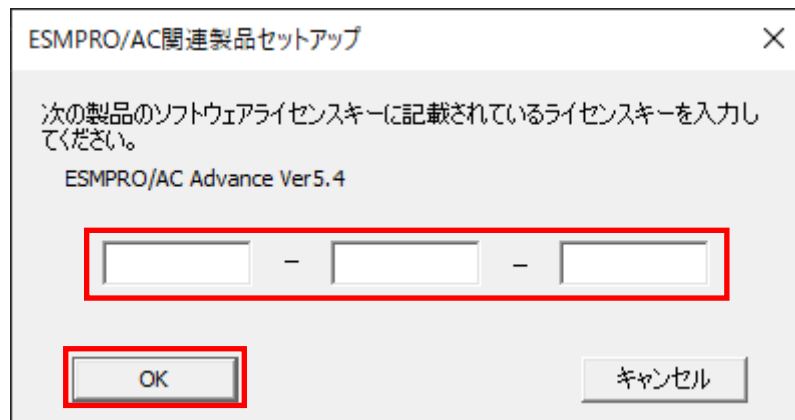 ESMPRO/AC関連製品セットアップ
次の製品のソフトウェアライセンスキーに記載されているライセンスキーを入力し
てください。
ESMPRO/AC Advance Ver5.4
– –
OK キャンセル